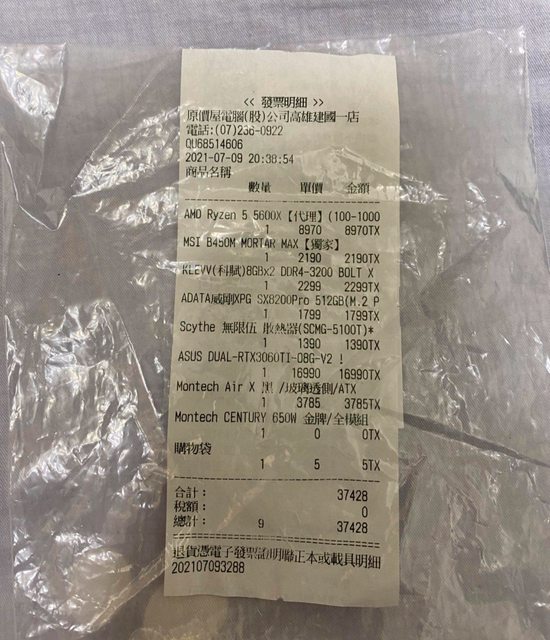 << 發票明細 >>
原價屋電腦(股)公司高雄建國一店
電話:(07)236-0922
QU68514606
2021-07-09 20:38:54
商品名稱
數量 單價 金額
AMD Ryzen 5 5600X【代理】(100-1000
1 8970 8970TX
MSI B450M MORTAR MAX【獨家】
1 2190 2190TX
KLEVV(科賦)8GBx2 DDR4-3200 BOLT X
1 2299 2299TX
ADATA威剛XPG SX8200Pro 512GB(M.2 P
1 1799 1799TX
Scythe 無限伍 散熱器(SCMG-5100T)*
1 1390 1390TX
ASUS DUAL-RTX3060TI-O8G-V2 !
1 16990 16990TX
Montech Air X 黑 /玻璃透側/ATX
1 3785 3785TX
Montech CENTURY 650W 金牌/全模組
1 0 0TX
購物袋
1 5 5TX
合計: 37428
稅額: 0
總計: 9 37428
退貨憑電子發票證明聯正本或載具明細
202107093288